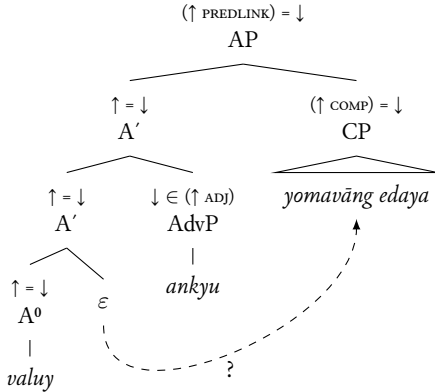 (↑ PREDLINK) = ↓
AP
↑ = ↓ (↑ COMP) = ↓
A′ CP
↑ = ↓ ↓ ∈ (↑ ADJ) yomavāng edaya
A′ AdvP
ankyu
↑ = ↓ ε
A⁰
?
valuy